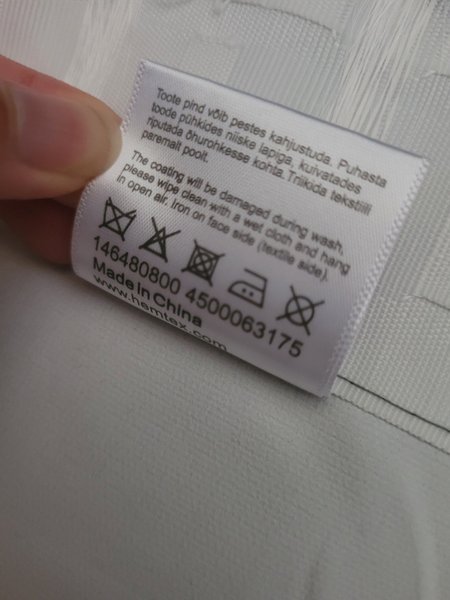 Toote pind võib pestes kahjustuda. Puhasta
toode pühkides niiske lapiga, kuivatades
riputada õhurohkesse kohta. Triikida tekstiili
paremalt poolt.
The coating will be damaged during wash,
please wipe clean with a wet cloth and hang
in open air. Iron on face side (textile side).
146480800 4500063175
Made in China
www.hemtex.com